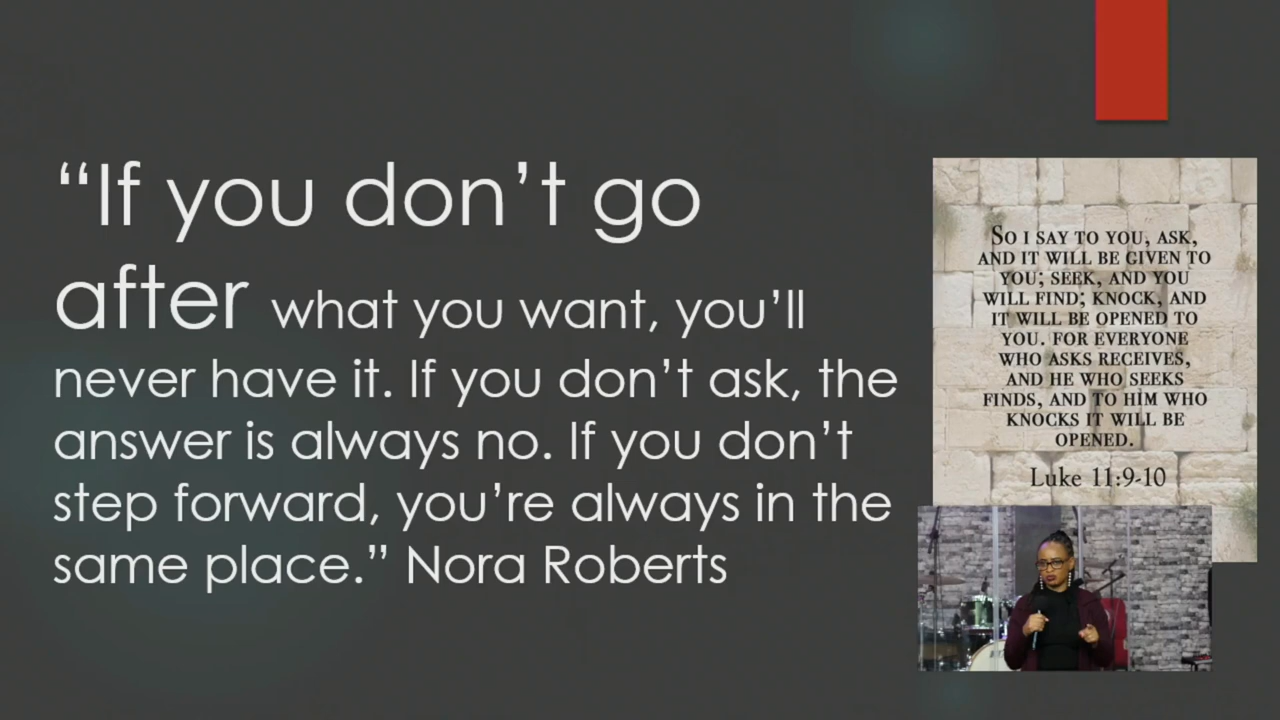 “If you don’t go
after what you want, you’ll
never have it. If you don’t ask, the
answer is always no. If you don’t
step forward, you’re always in the
same place.” Nora Roberts
So I say to you, ask,
and it will be given to
you; seek, and you
will find; knock, and
it will be opened to
you. For everyone
who asks receives,
and he who seeks
finds, and to him who
knocks it will be
opened.
Luke 11:9-10